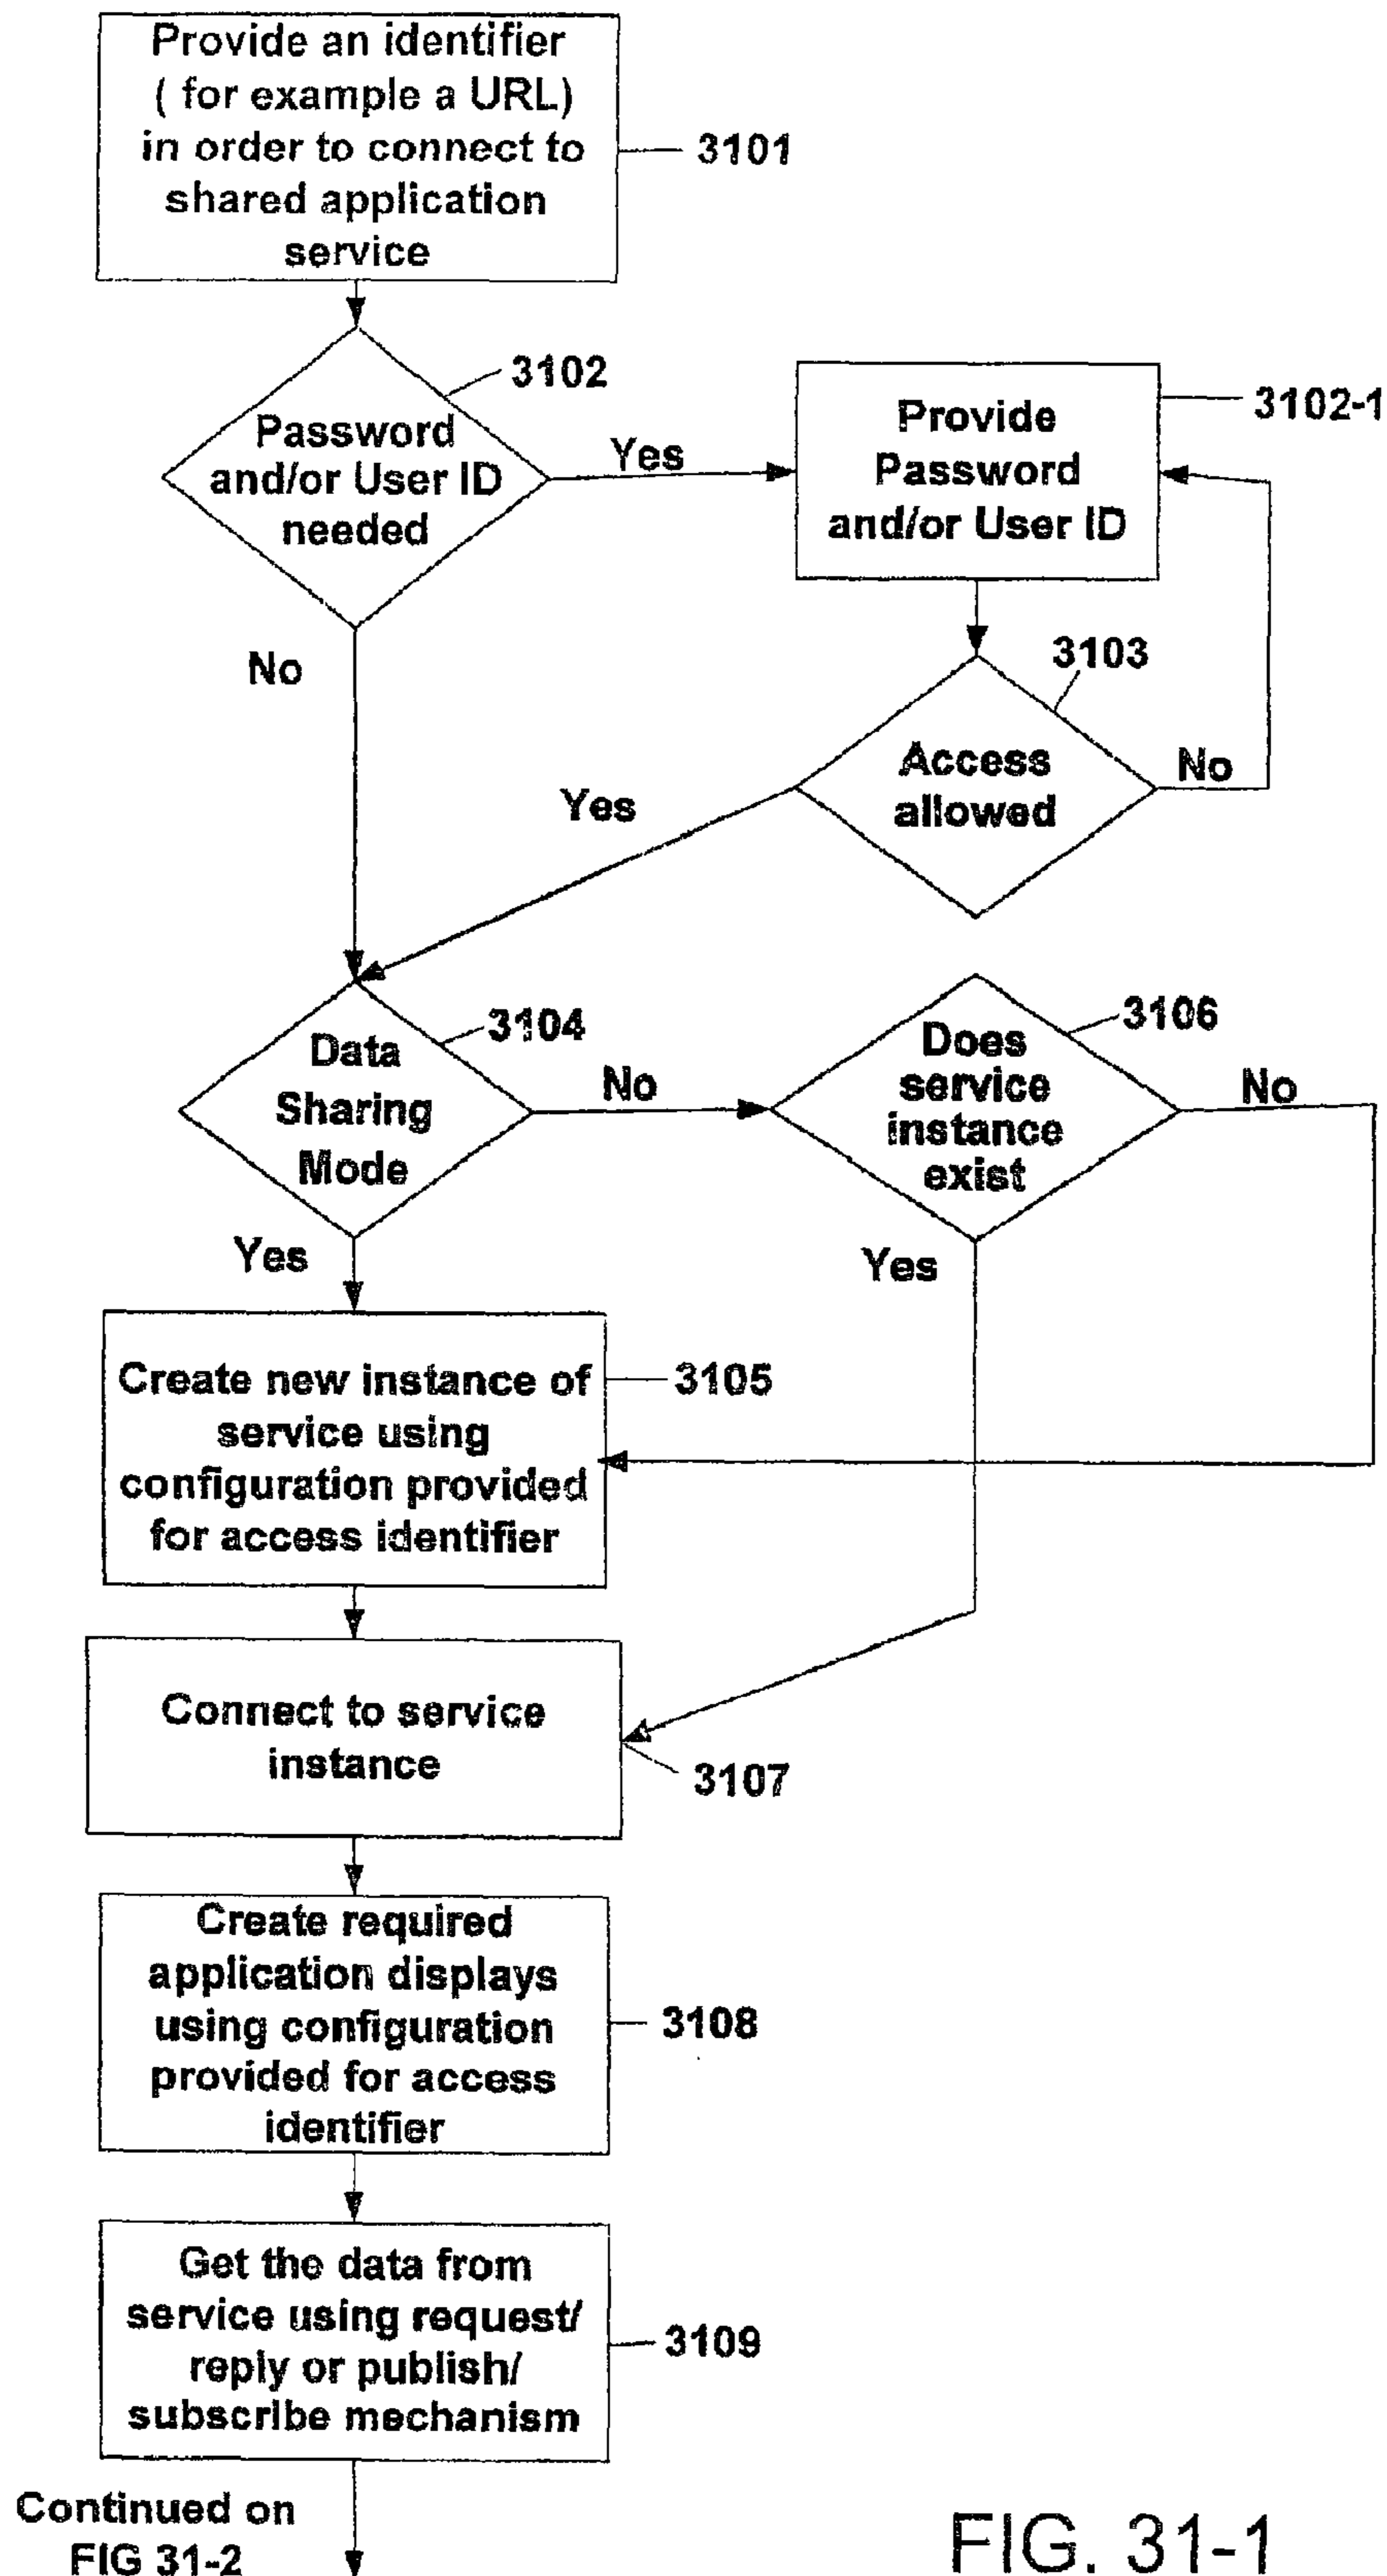 Provide an identifier
( for example a URL)
in order to connect to
shared application
service
3101
3102
Password
and/or User ID
needed
Yes
Provide
Password
and/or User ID
3102-1
No
3103
Access
allowed
No
Yes
3104
Data
Sharing
Mode
No
3106
Does
service
instance
exist
No
Yes
Yes
Create new instance of
service using
configuration provided
for access identifier
3105
Connect to service
instance
3107
Create required
application displays
using configuration
provided for access
identifier
3108
Get the data from
service using request/
reply or publish/
subscribe mechanism
3109
Continued on
FIG 31-2
FIG. 31-1